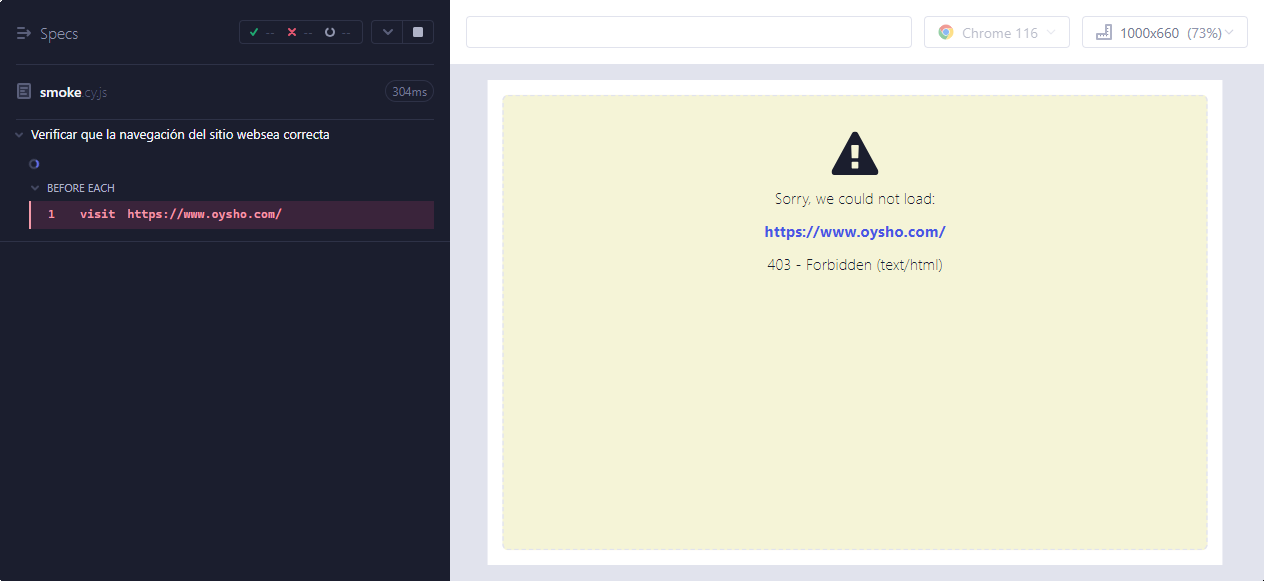 Specs
-- -- --
smoke.cy.js
304ms
Verificar que la navegación del sitio websea correcta
BEFORE EACH
1 visit https://www.oysho.com/
Chrome 116
1000x660 (73%)
Sorry, we could not load:
https://www.oysho.com/
403 - Forbidden (text/html)